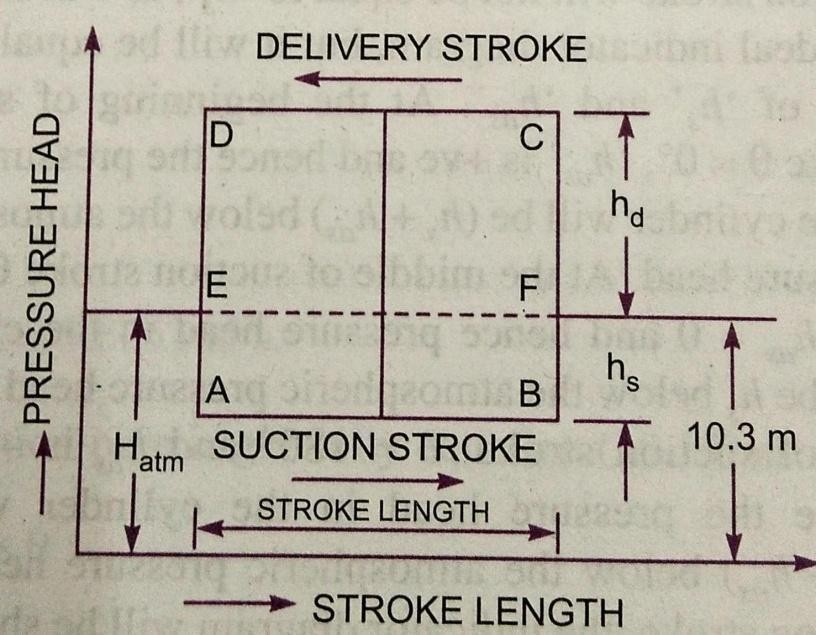 DELIVERY STROKE
PRESSURE HEAD
D
C
h_d
E
F
A
B
h_s
H_atm
SUCTION STROKE
10.3 m
STROKE LENGTH
STROKE LENGTH